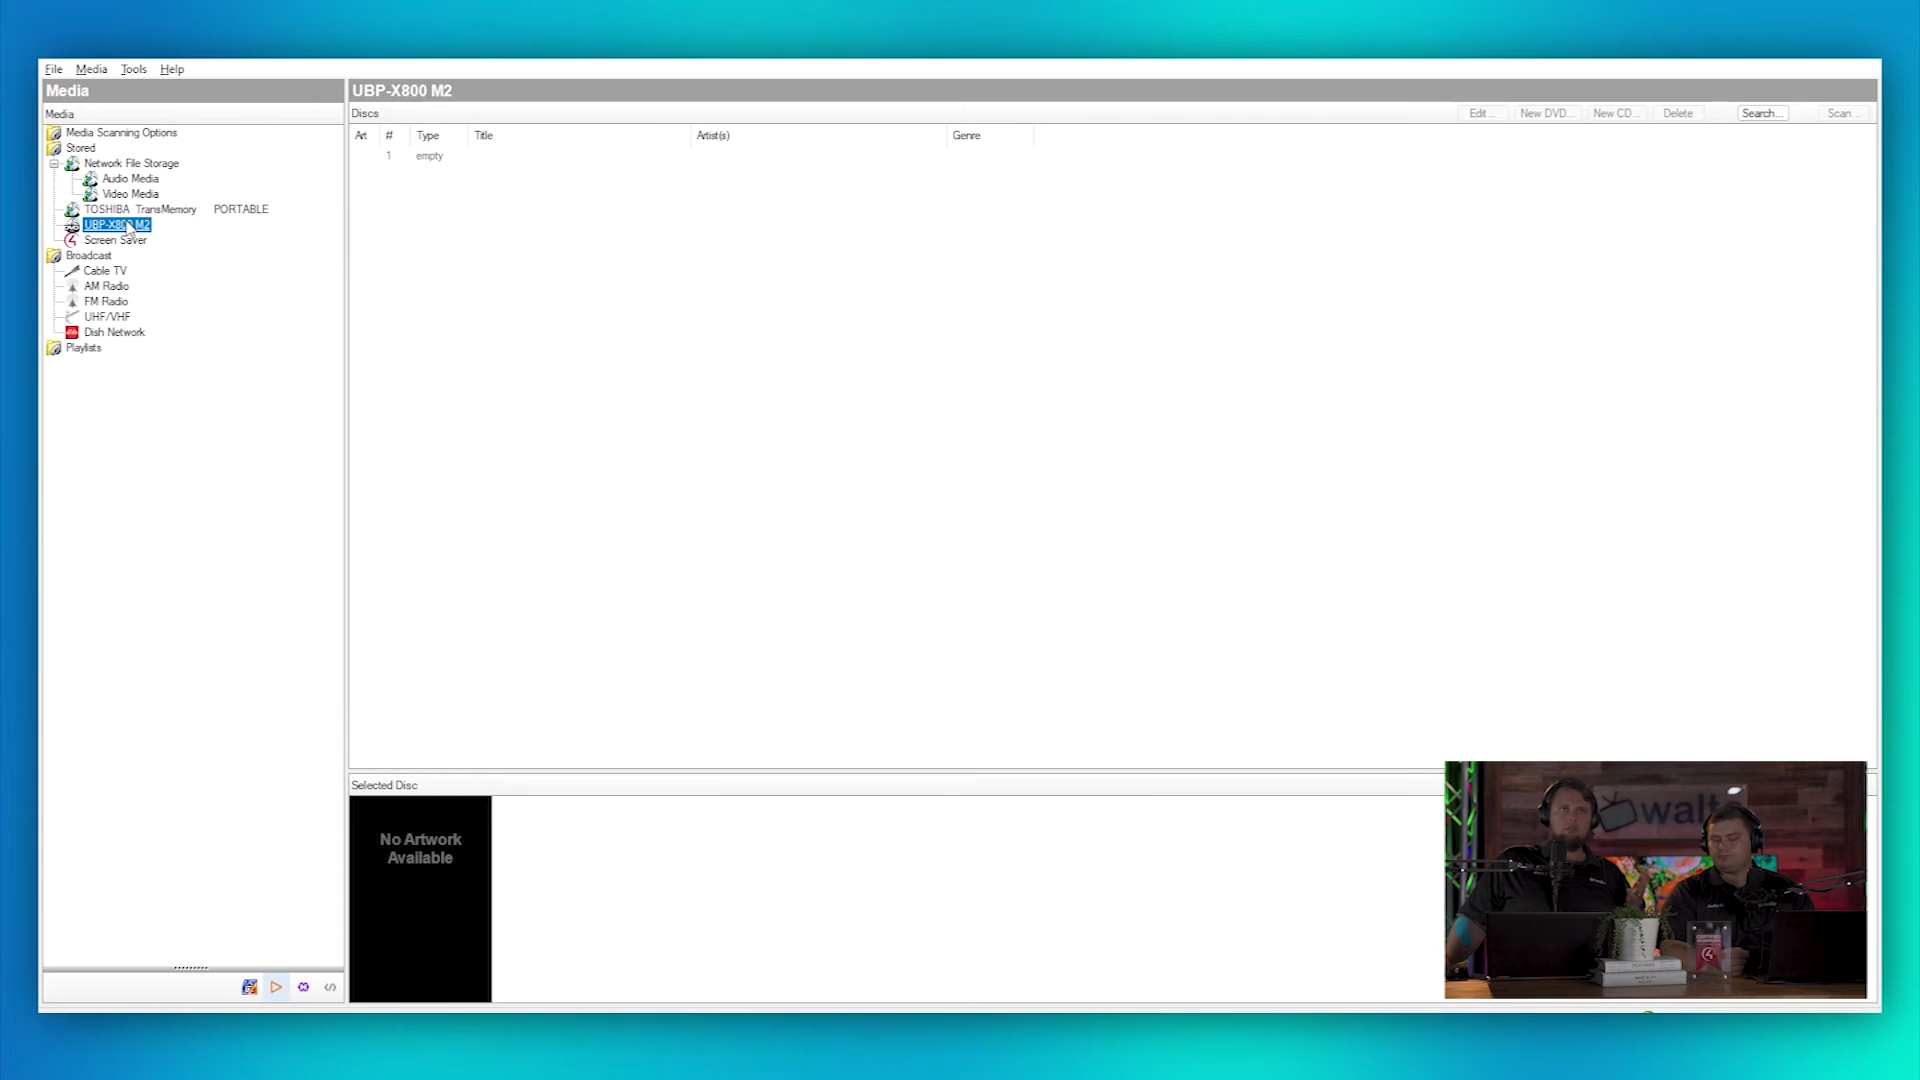 File Media Tools Help
Media
Media
Media Scanning Options
Stored
Network File Storage
Audio Media
Video Media
TOSHIBA TransMemory PORTABLE
UBP-X800 M2
Screen Saver
Broadcast
Cable TV
AM Radio
FM Radio
UHF/VHF
Dish Network
Playlists
UBP-X800 M2
Discs
Edit... New DVD... New CD... Delete Search... Scan...
Art # Type Title Artist(s) Genre
1 empty
Selected Disc
No Artwork
Available